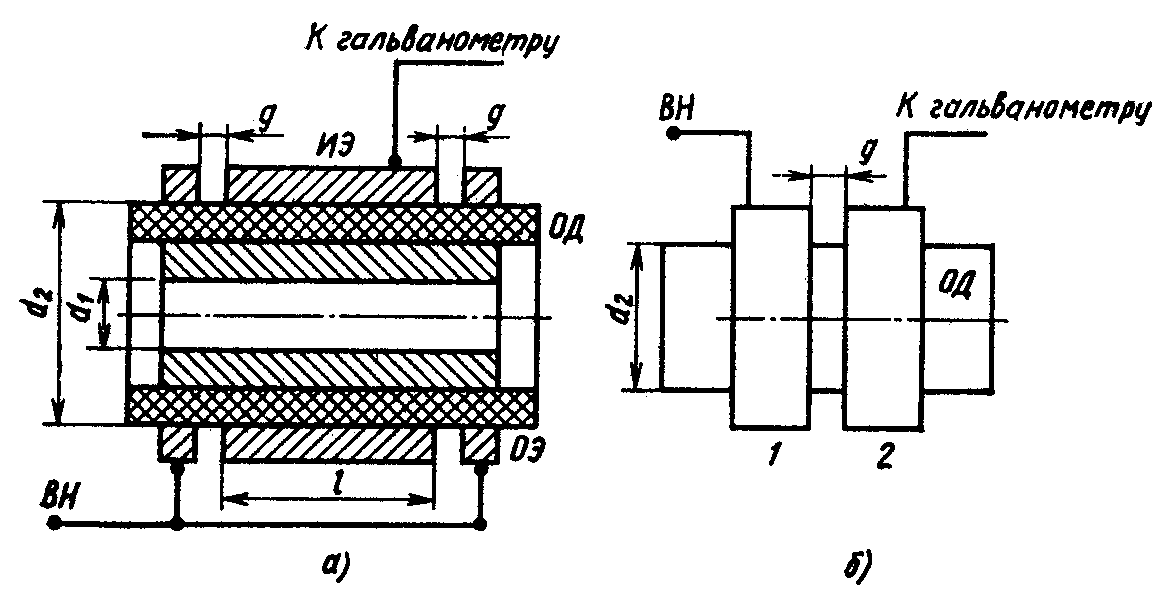 К гальванометру
g
g
ИЭ
ОД
d₂
d₁
ОЭ
l
ВН
а)
ВН
К гальванометру
g
d₂
ОД
1
2
б)